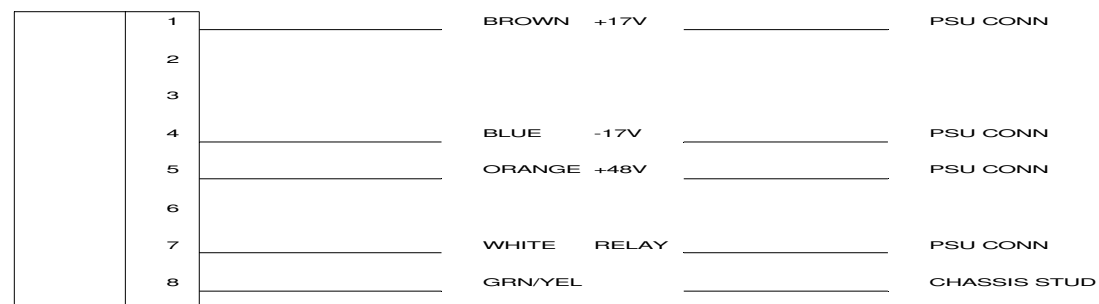 1 BROWN +17V PSU CONN
2
3
4 BLUE -17V PSU CONN
5 ORANGE +48V PSU CONN
6
7 WHITE RELAY PSU CONN
8 GRN/YEL CHASSIS STUD